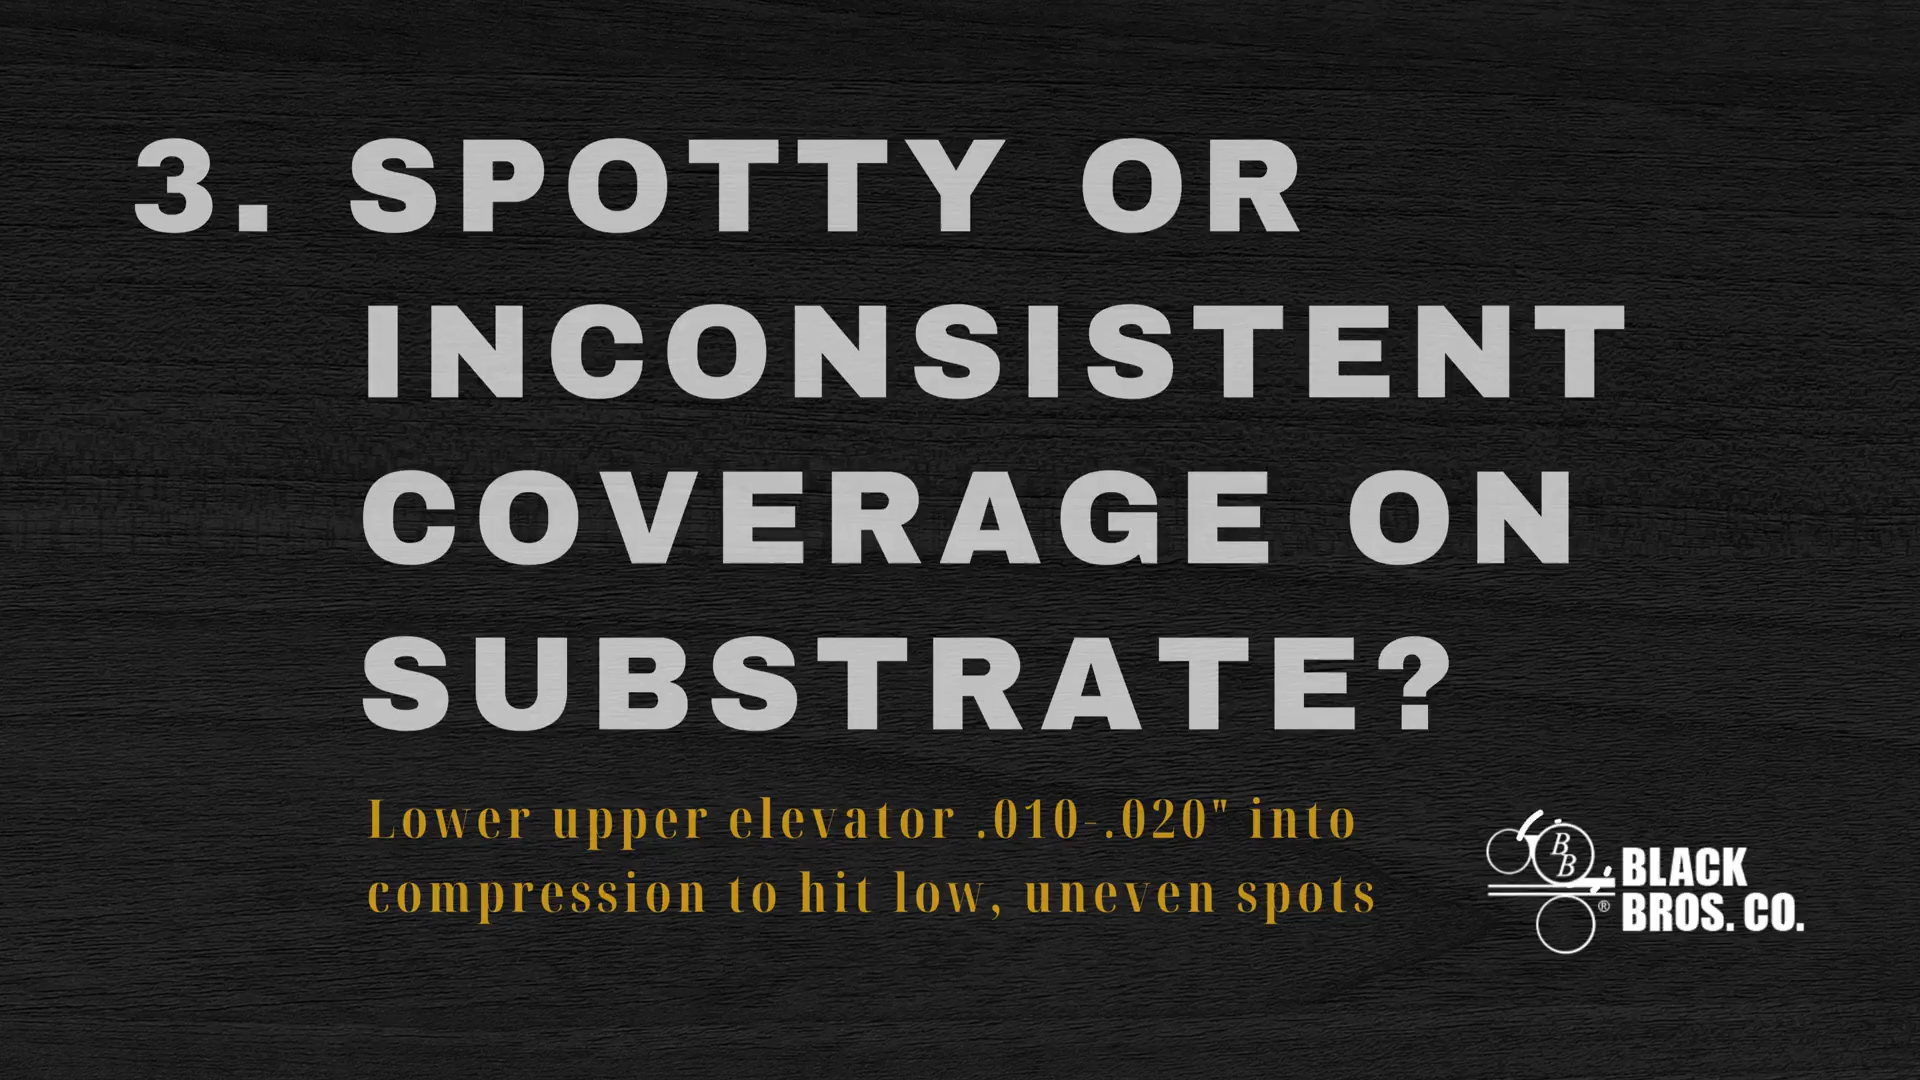 3. SPOTTY OR
INCONSISTENT
COVERAGE ON
SUBSTRATE?
Lower upper elevator .010-.020" into
compression to hit low, uneven spots
BB
BLACK
BROS. CO.
®